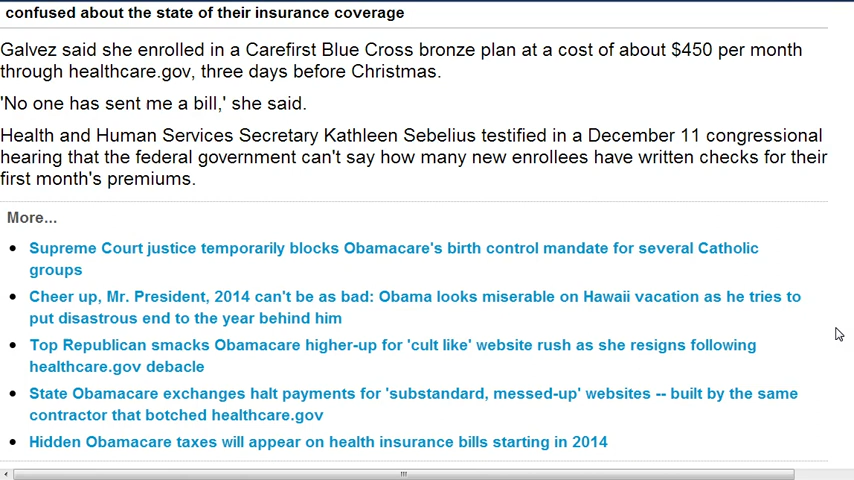 confused about the state of their insurance coverage
Galvez said she enrolled in a Carefirst Blue Cross bronze plan at a cost of about $450 per month
through healthcare.gov, three days before Christmas.
'No one has sent me a bill,' she said.
Health and Human Services Secretary Kathleen Sebelius testified in a December 11 congressional
hearing that the federal government can't say how many new enrollees have written checks for their
first month's premiums.
More...
Supreme Court justice temporarily blocks Obamacare's birth control mandate for several Catholic
groups
Cheer up, Mr. President, 2014 can't be as bad: Obama looks miserable on Hawaii vacation as he tries to
put disastrous end to the year behind him
Top Republican smacks Obamacare higher-up for 'cult like' website rush as she resigns following
healthcare.gov debacle
State Obamacare exchanges halt payments for 'substandard, messed-up' websites -- built by the same
contractor that botched healthcare.gov
Hidden Obamacare taxes will appear on health insurance bills starting in 2014